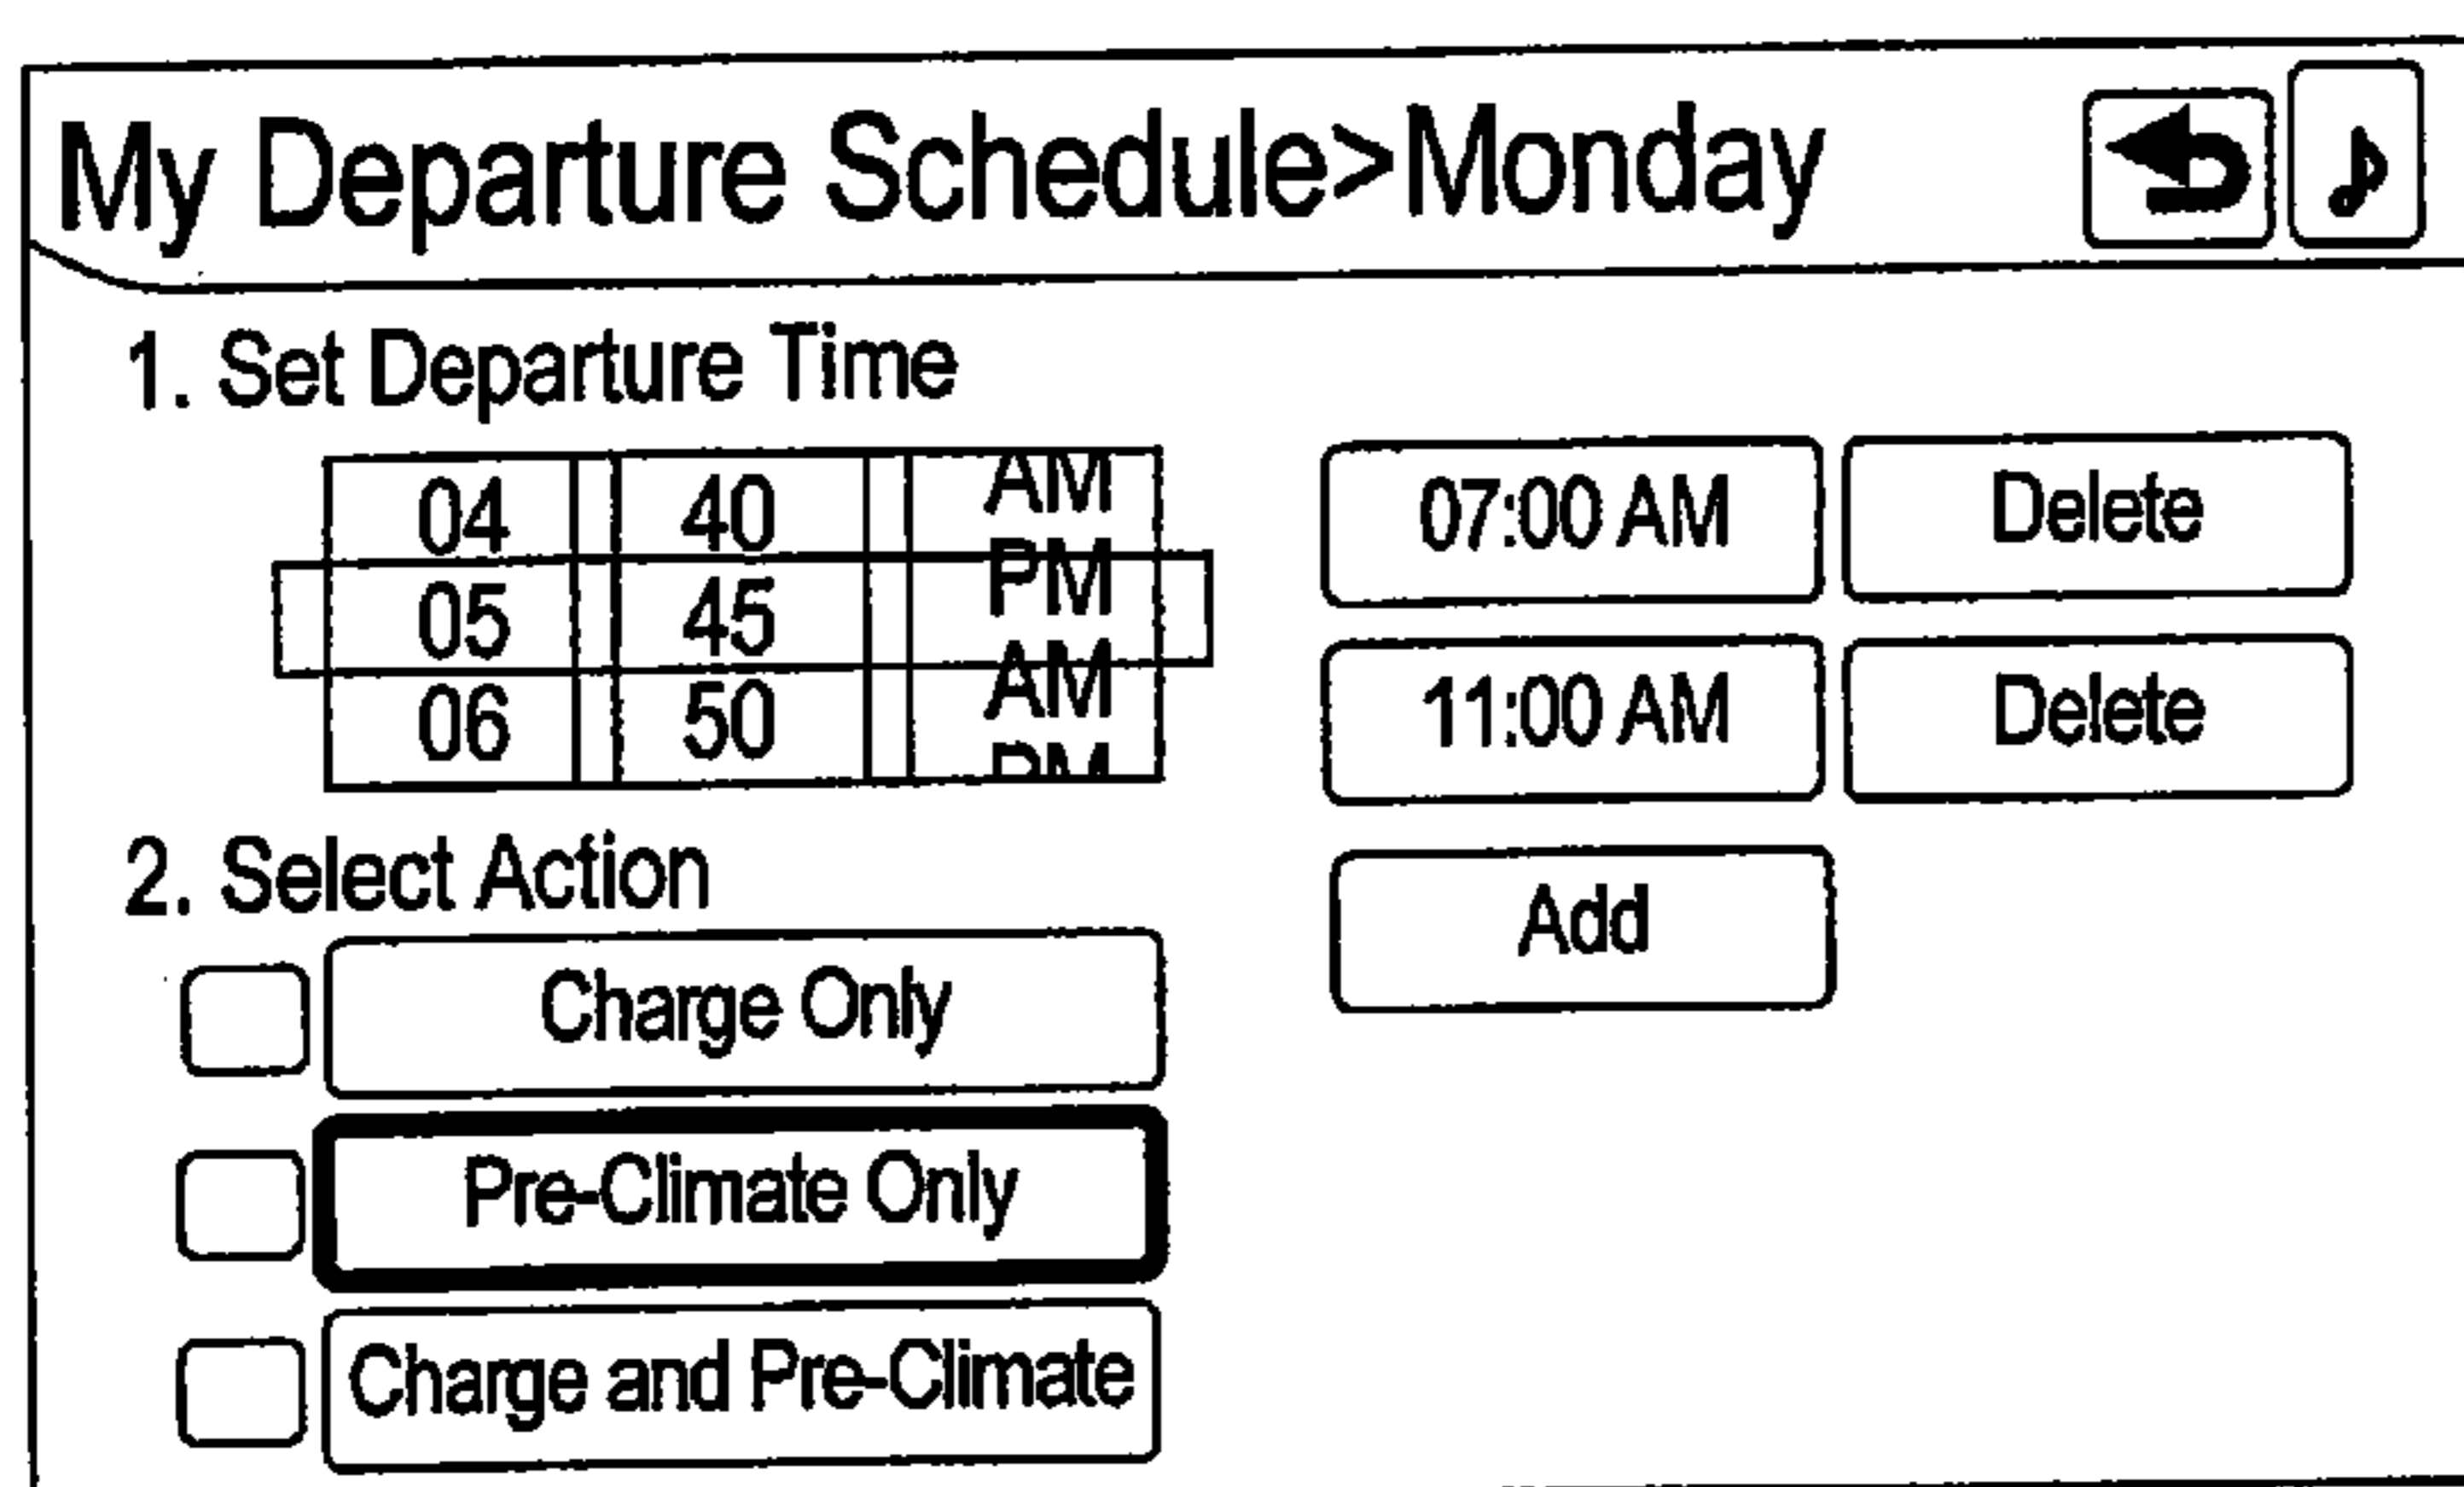 My Departure Schedule>Monday
1. Set Departure Time
04 40 AM
05 45 PM
06 50 AM
PM
07:00 AM Delete
11:00 AM Delete
Add
2. Select Action
Charge Only
Pre-Climate Only
Charge and Pre-Climate